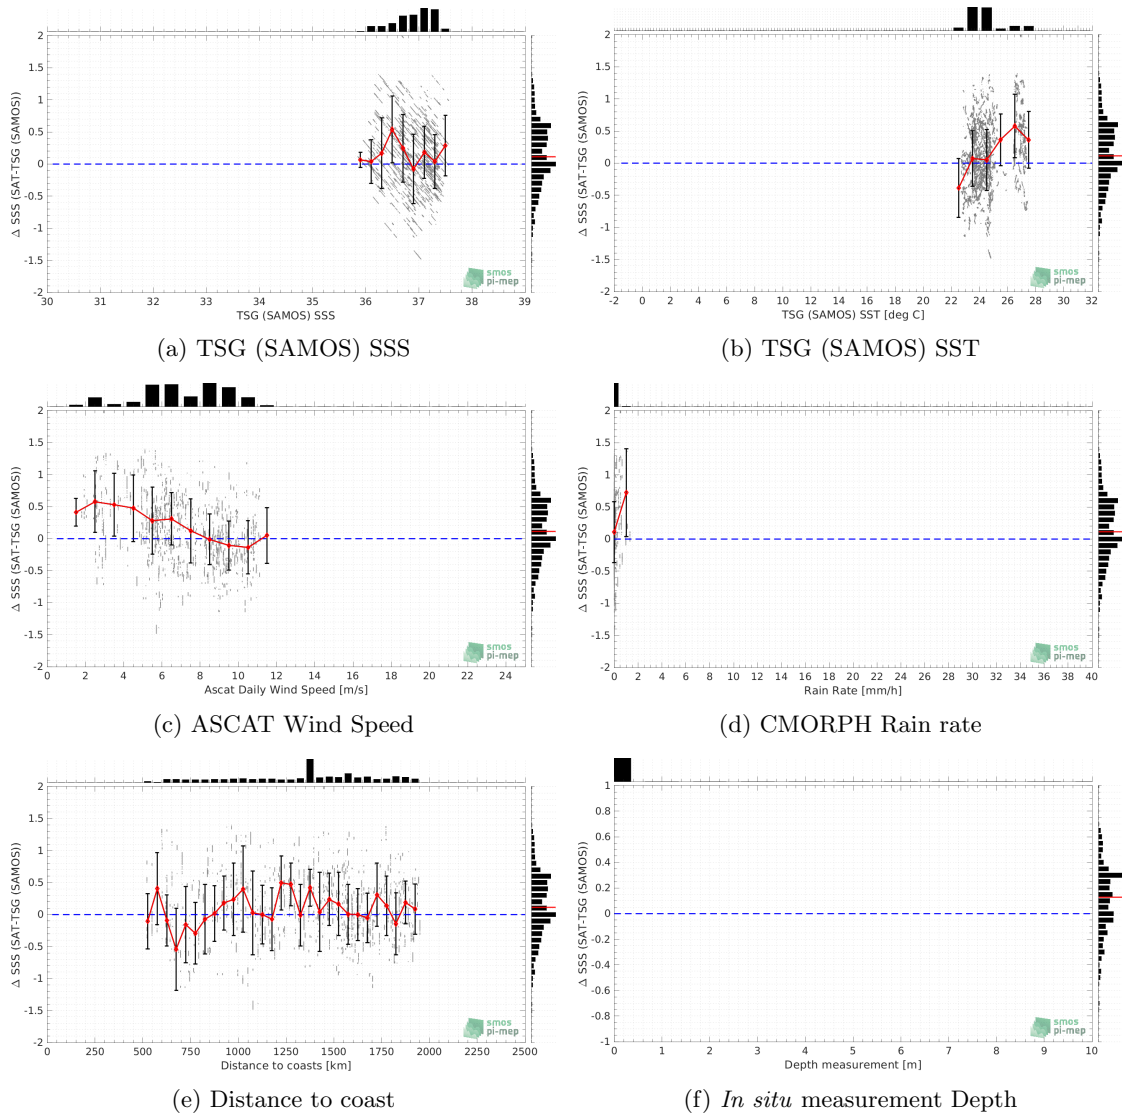 2
1.5
1
0.5
0
-0.5
-1
-1.5
-2
Δ SSS (SAT-TSG (SAMOS))
30 31 32 33 34 35 36 37 38 39
TSG (SAMOS) SSS
smos
pi-mep
(a) TSG (SAMOS) SSS
2
1.5
1
0.5
0
-0.5
-1
-1.5
-2
Δ SSS (SAT-TSG (SAMOS))
-2 0 2 4 6 8 10 12 14 16 18 20 22 24 26 28 30 32
TSG (SAMOS) SST [deg C]
smos
pi-mep
(b) TSG (SAMOS) SST
2
1.5
1
0.5
0
-0.5
-1
-1.5
-2
Δ SSS (SAT-TSG (SAMOS))
0 2 4 6 8 10 12 14 16 18 20 22 24
Ascat Daily Wind Speed [m/s]
smos
pi-mep
(c) ASCAT Wind Speed
2
1.5
1
0.5
0
-0.5
-1
-1.5
-2
Δ SSS (SAT-TSG (SAMOS))
0 2 4 6 8 10 12 14 16 18 20 22 24 26 28 30 32 34 36 38 40
Rain Rate [mm/h]
smos
pi-mep
(d) CMORPH Rain rate
2
1.5
1
0.5
0
-0.5
-1
-1.5
-2
Δ SSS (SAT-TSG (SAMOS))
0 250 500 750 1000 1250 1500 1750 2000 2250 2500
Distance to coasts [km]
smos
pi-mep
(e) Distance to coast
1
0.8
0.6
0.4
0.2
0
-0.2
-0.4
-0.6
-0.8
-1
Δ SSS (SAT-TSG (SAMOS))
0 1 2 3 4 5 6 7 8 9 10
Depth measurement [m]
smos
pi-mep
(f) In situ measurement Depth